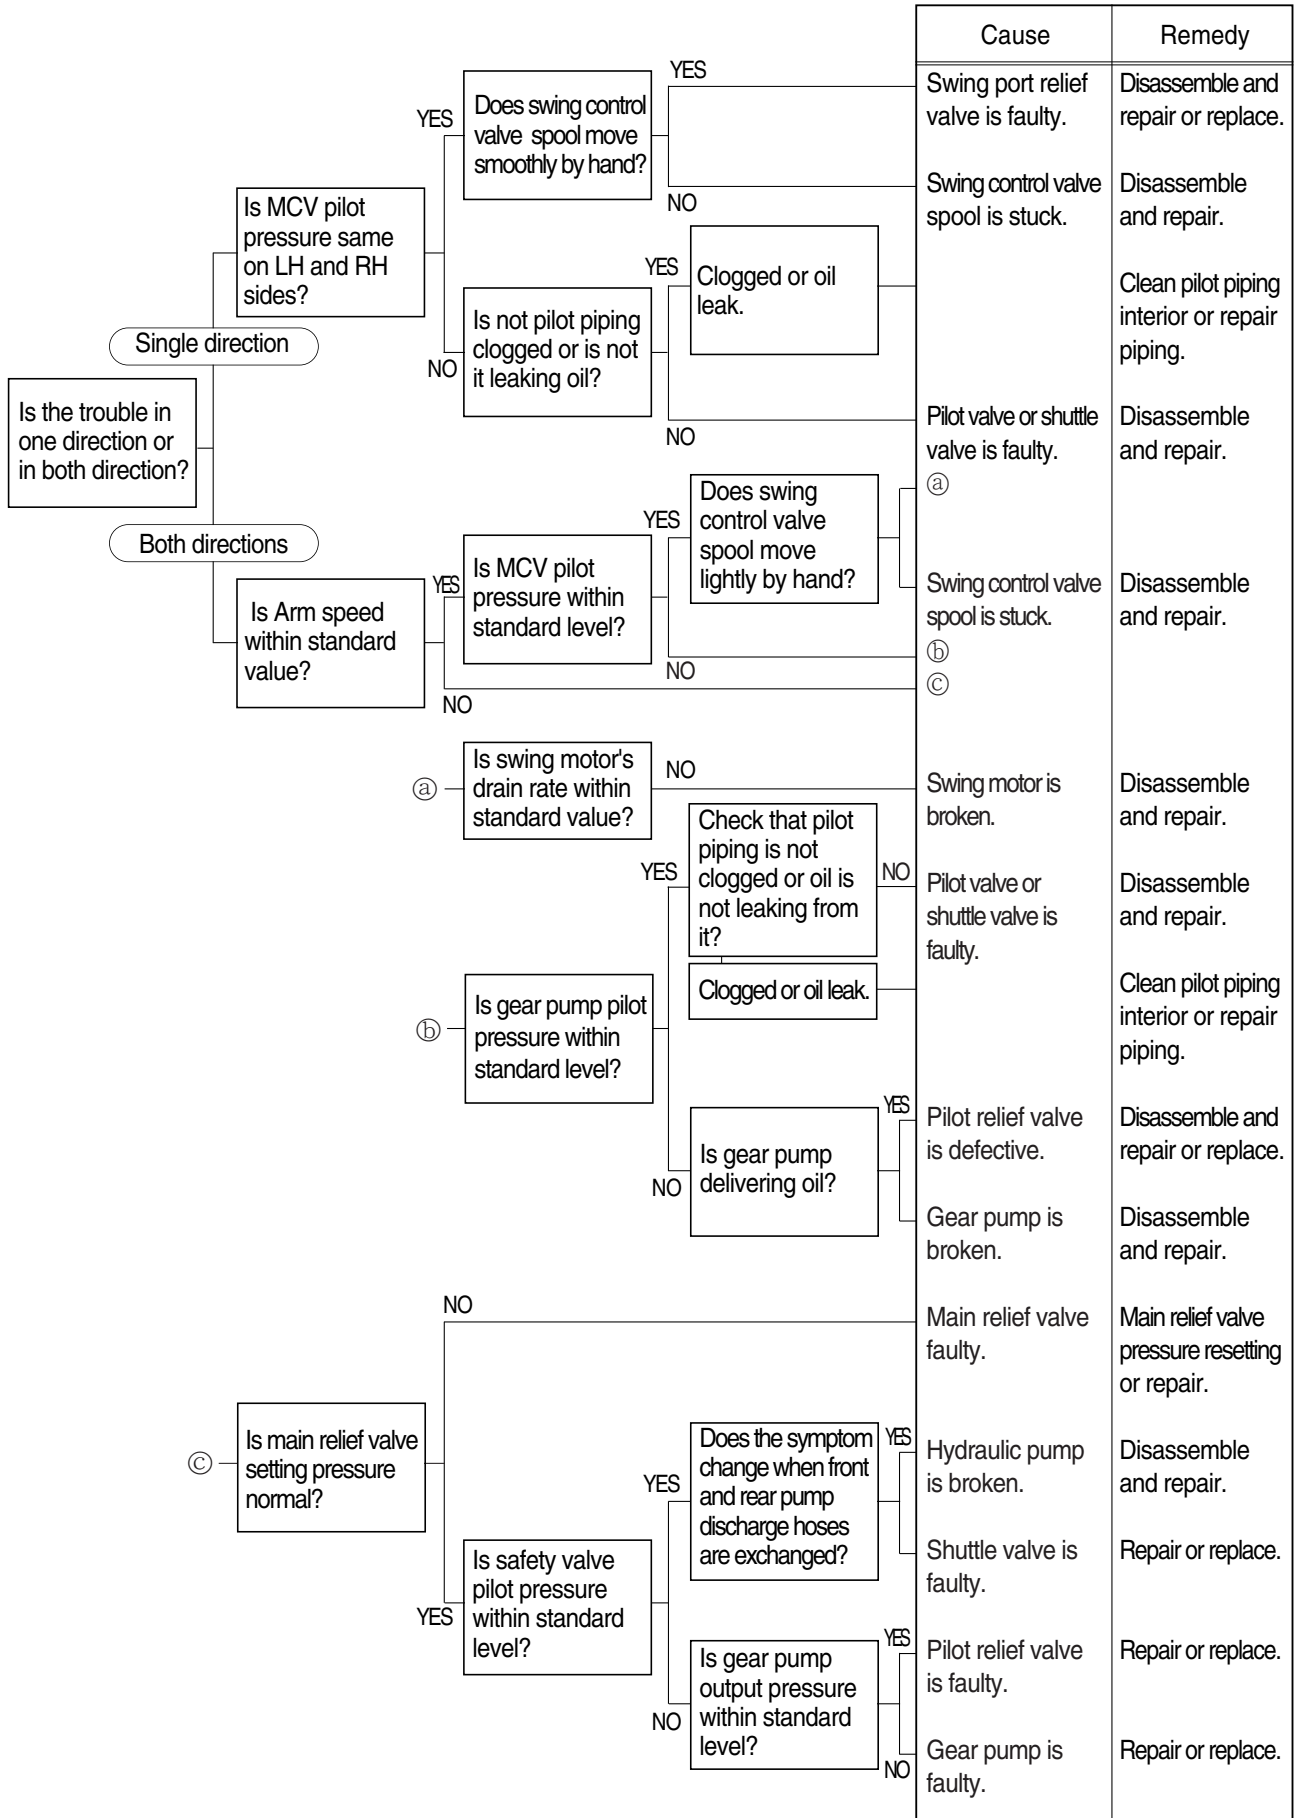 Cause
Remedy
YES
Swing port relief
valve is faulty.
Disassemble and
repair or replace.
YES
Does swing control
valve spool move
smoothly by hand?
NO
Swing control valve
spool is stuck.
Disassemble
and repair.
Is MCV pilot
pressure same
on LH and RH
sides?
YES
Clogged or oil
leak.
Clean pilot piping
interior or repair
piping.
NO
Is not pilot piping
clogged or is not
it leaking oil?
Single direction
NO
Pilot valve or shuttle
valve is faulty.
Disassemble
and repair.
Is the trouble in
one direction or
in both direction?
ⓐ
Both directions
YES
Does swing
control valve
spool move
lightly by hand?
YES
Is MCV pilot
pressure within
standard level?
Swing control valve
spool is stuck.
Disassemble
and repair.
Is Arm speed
within standard
value?
NO
ⓑ
NO
ⓒ
ⓐ
Is swing motor's
drain rate within
standard value?
NO
Swing motor is
broken.
Disassemble
and repair.
YES
Check that pilot
piping is not
clogged or oil is
not leaking from
it?
NO
Pilot valve or
shuttle valve is
faulty.
Disassemble
and repair.
Clogged or oil leak.
Clean pilot piping
interior or repair
piping.
ⓑ
Is gear pump pilot
pressure within
standard level?
NO
Is gear pump
delivering oil?
YES
Pilot relief valve
is defective.
Disassemble and
repair or replace.
Gear pump is
broken.
Disassemble
and repair.
NO
Main relief valve
faulty.
Main relief valve
pressure resetting
or repair.
ⓒ
Is main relief valve
setting pressure
normal?
YES
Does the symptom
change when front
and rear pump
discharge hoses
are exchanged?
YES
Hydraulic pump
is broken.
Disassemble
and repair.
Shuttle valve is
faulty.
Repair or replace.
YES
Is safety valve
pilot pressure
within standard
level?
NO
Is gear pump
output pressure
within standard
level?
YES
Pilot relief valve
is faulty.
Repair or replace.
NO
Gear pump is
faulty.
Repair or replace.